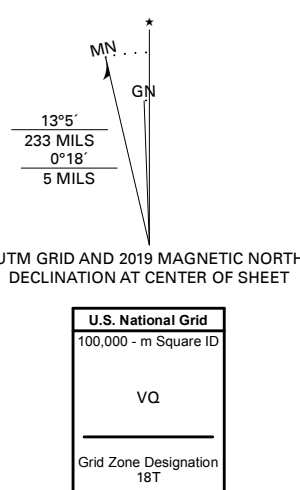 ★
MN
GN
13°5´
233 MILS
0°18´
5 MILS
UTM GRID AND 2019 MAGNETIC NORTH
DECLINATION AT CENTER OF SHEET
U.S. National Grid
100,000 - m Square ID
VQ
Grid Zone Designation
18T